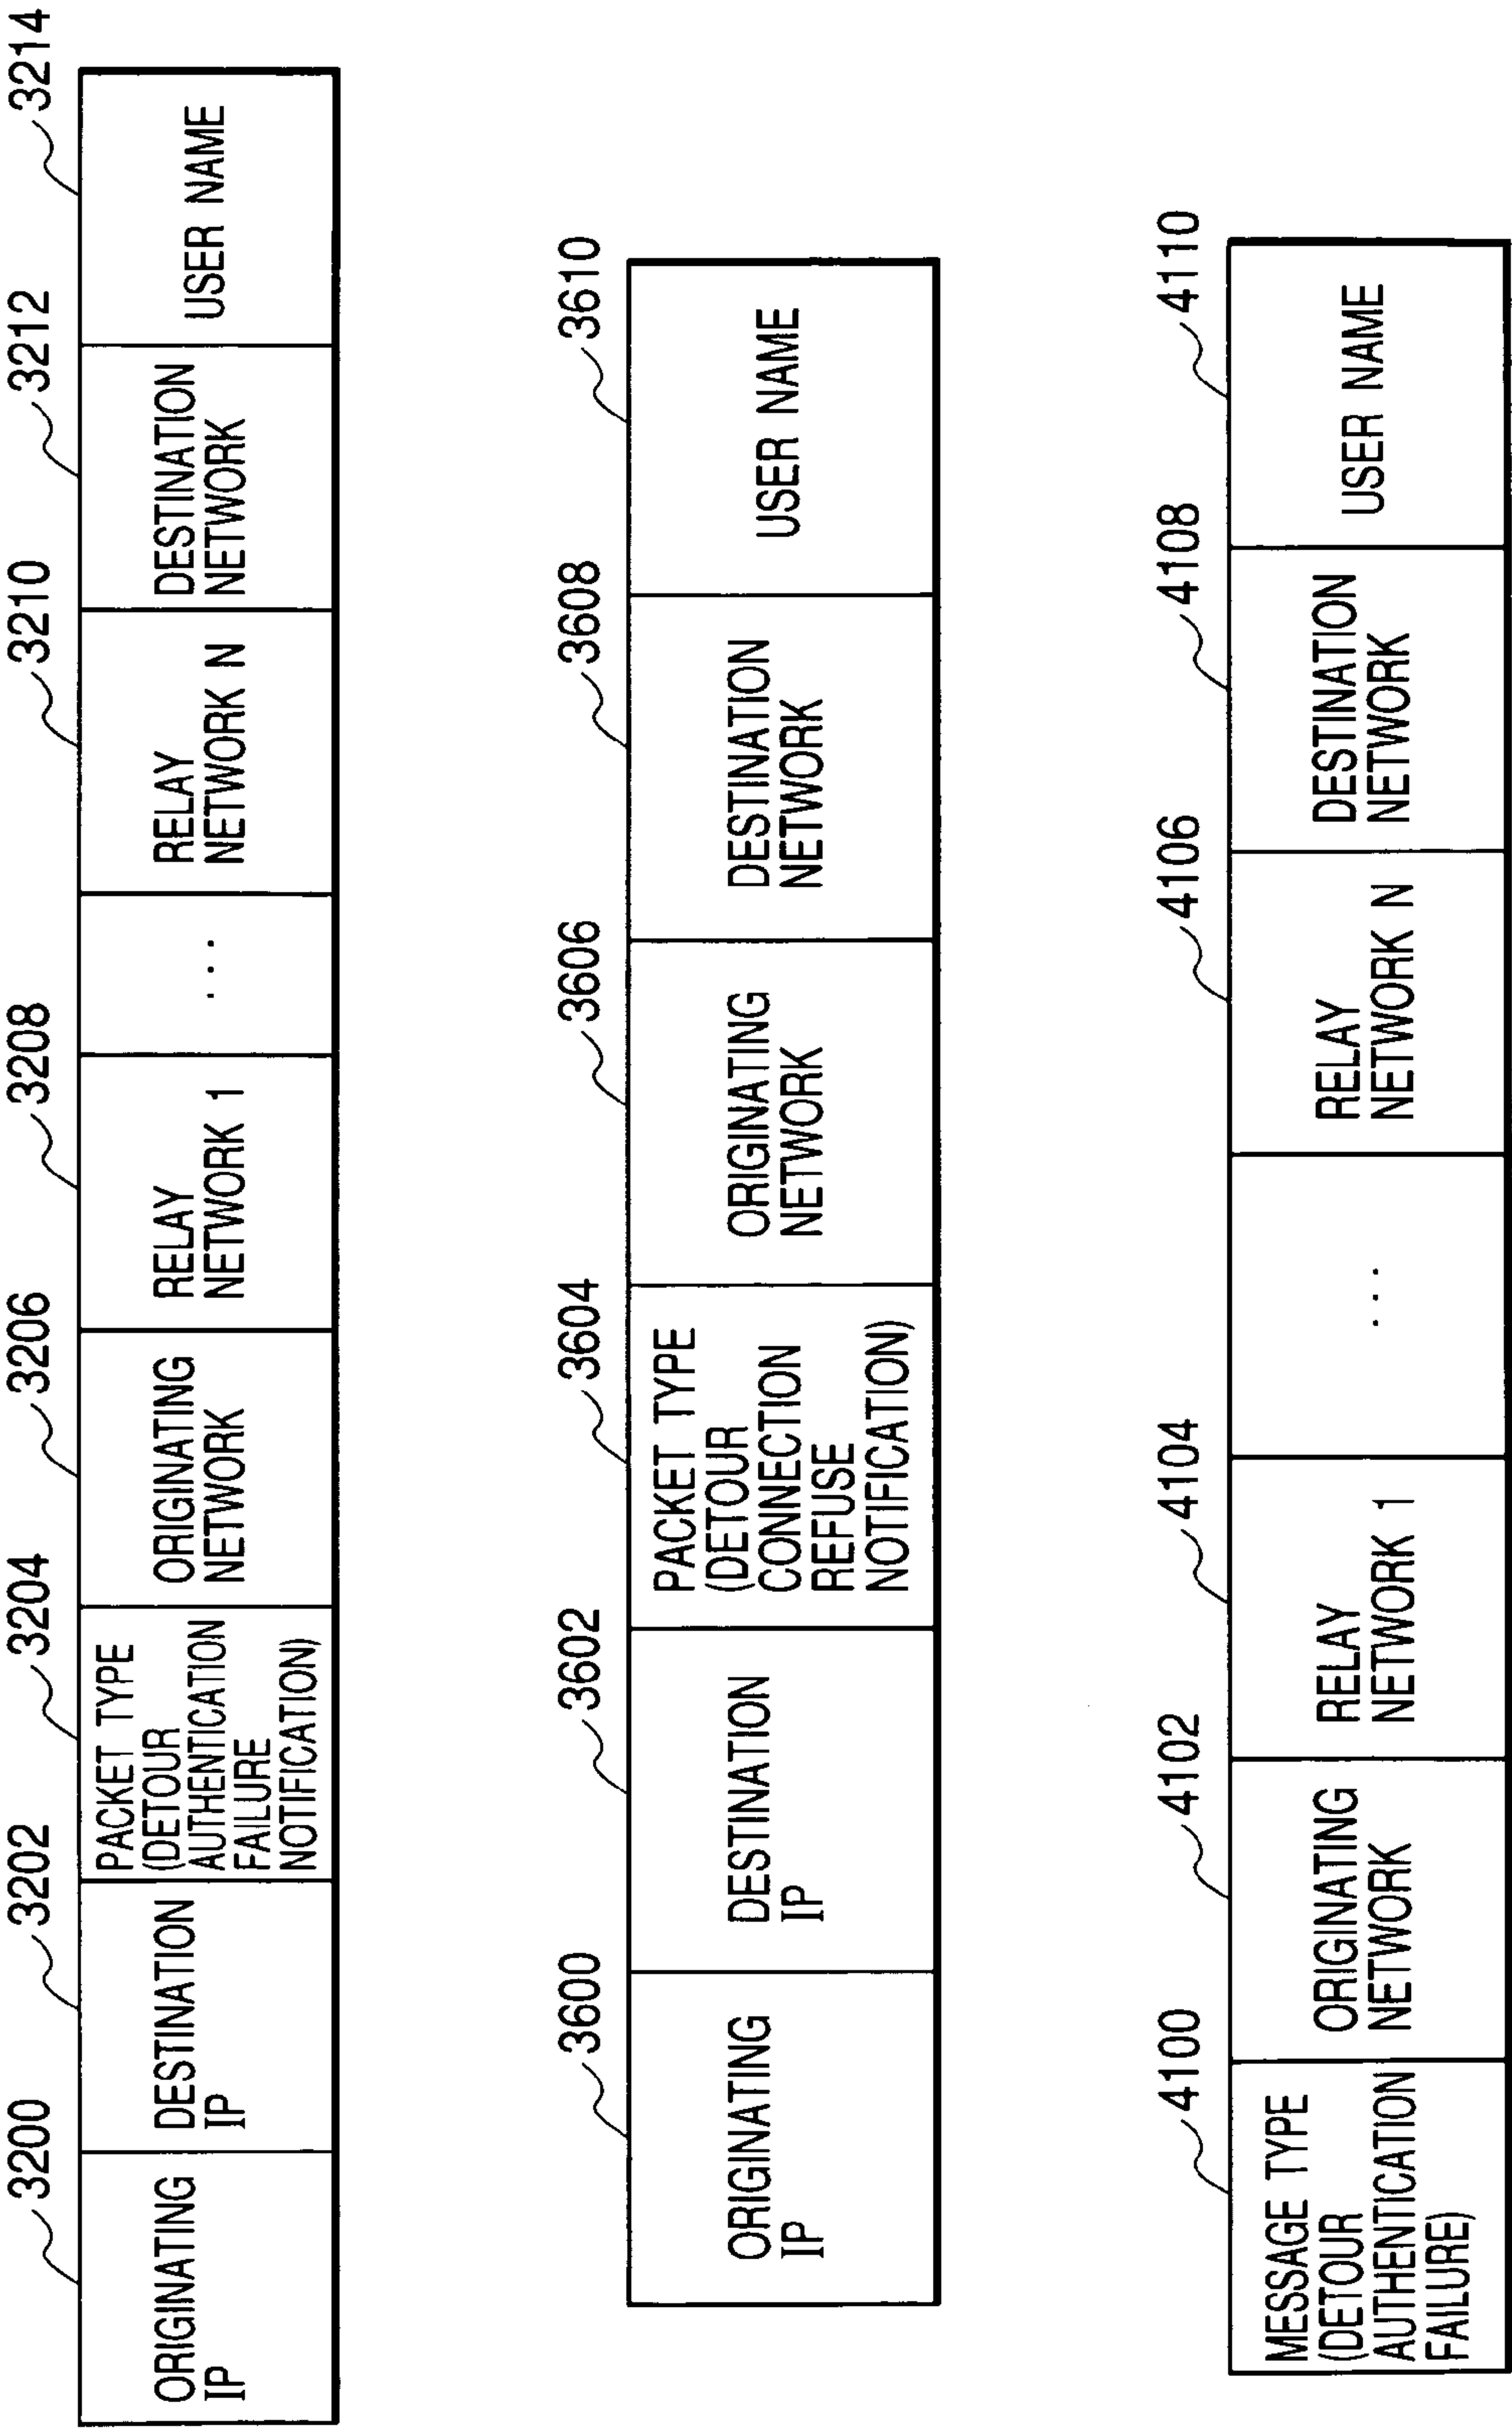 3200
3202
3204
3206
3208
3210
3212
3214
ORIGINATING
IP
DESTINATION
IP
PACKET TYPE
(DETOUR
AUTHENTICATION
FAILURE
NOTIFICATION)
ORIGINATING
NETWORK
RELAY
NETWORK 1
...
RELAY
NETWORK N
DESTINATION
NETWORK
USER NAME
3600
3602
3604
3606
3608
3610
ORIGINATING
IP
DESTINATION
IP
PACKET TYPE
(DETOUR
CONNECTION
REFUSE
NOTIFICATION)
ORIGINATING
NETWORK
DESTINATION
NETWORK
USER NAME
4100
4102
4104
4106
4108
4110
MESSAGE TYPE
(DETOUR
AUTHENTICATION
FAILURE)
ORIGINATING
NETWORK
RELAY
NETWORK 1
...
RELAY
NETWORK N
DESTINATION
NETWORK
USER NAME